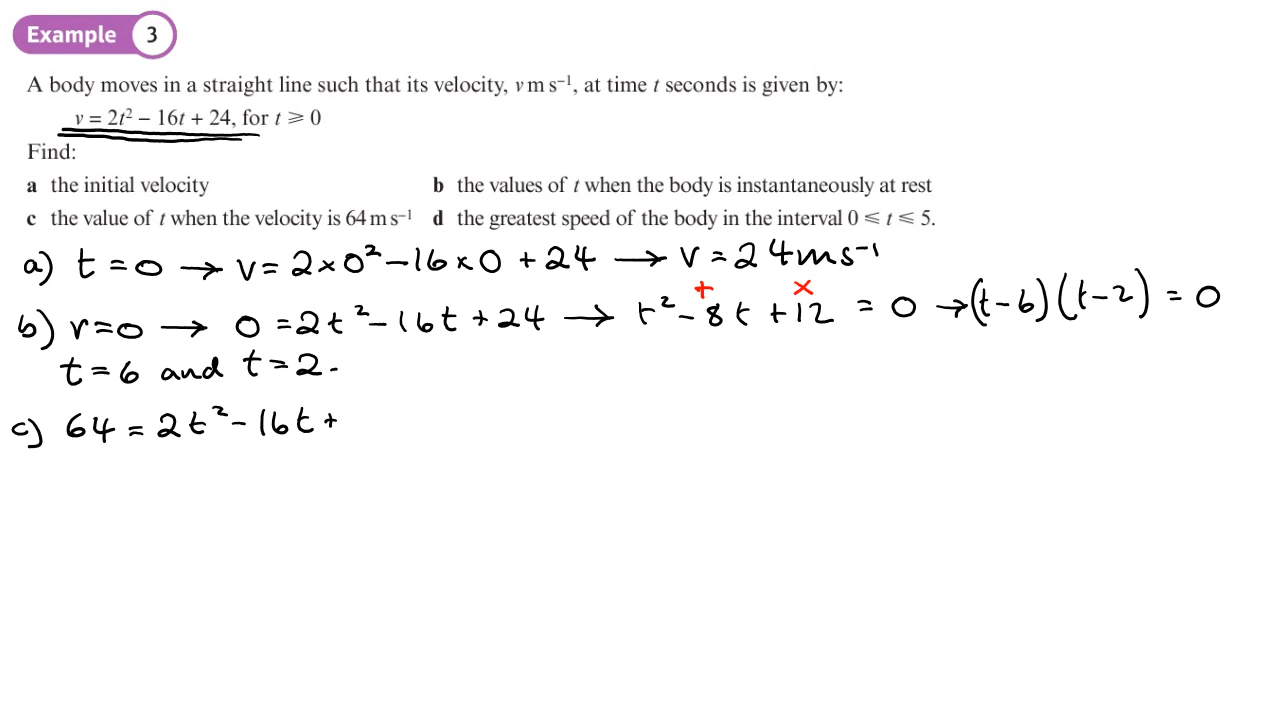 Example 3
A body moves in a straight line such that its velocity, v m s⁻¹, at time t seconds is given by:
v = 2t² − 16t + 24, for t ⩾ 0
Find:
a the initial velocity b the values of t when the body is instantaneously at rest
c the value of t when the velocity is 64 m s⁻¹ d the greatest speed of the body in the interval 0 ⩽ t ⩽ 5.
a) t = 0 → v = 2 × 0² − 16 × 0 + 24 → v = 24 ms⁻¹
+ ×
b) v = 0 → 0 = 2t² − 16t + 24 → t² − 8t + 12 = 0 → (t − 6)(t − 2) = 0
t = 6 and t = 2.
c) 64 = 2t² − 16t +